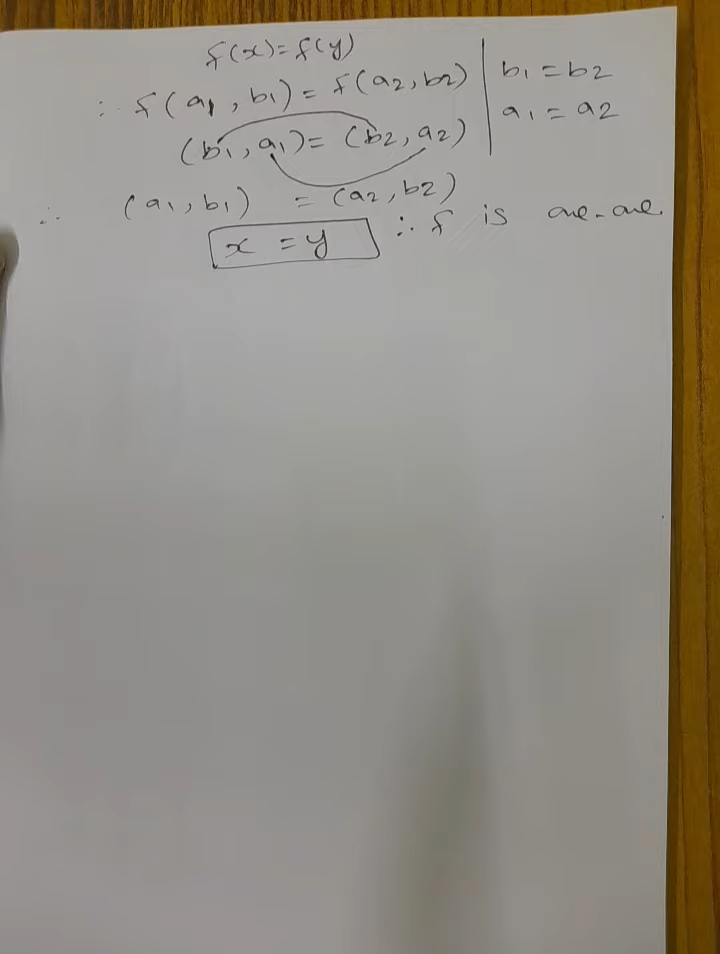 f(x)=f(y)
∴ f(a1, b1) = f(a2, b2) | b1 = b2
(b1, a1) = (b2, a2) | a1 = a2
∴ (a1, b1) = (a2, b2)
x = y ∴ f is one-one.